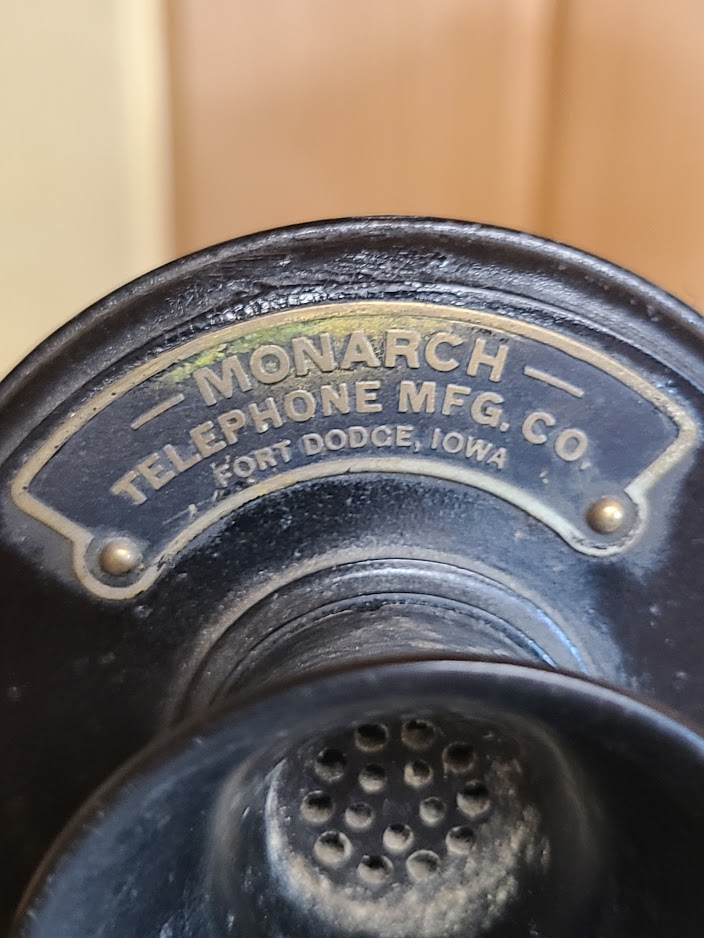 MONARCH
TELEPHONE MFG. CO.
FORT DODGE, IOWA